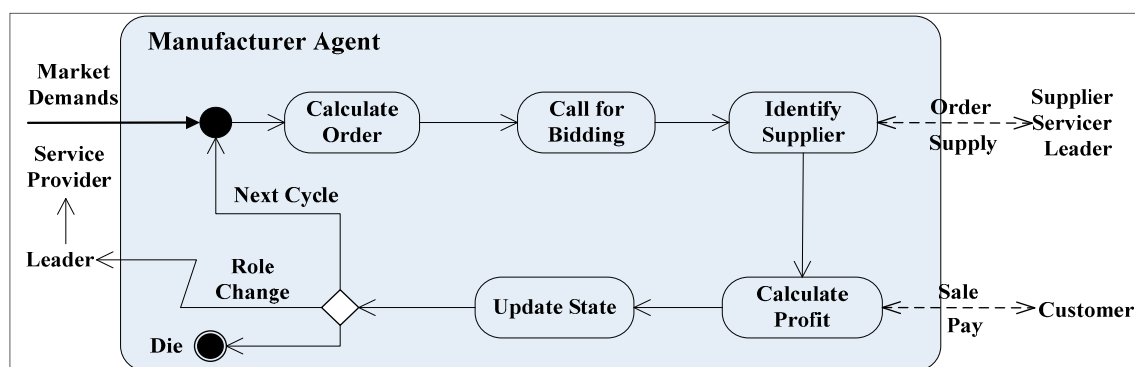 Manufacturer Agent
Market
Demands
Calculate
Order
Call for
Bidding
Identify
Supplier
Order
Supply
Supplier
Servicer
Leader
Service
Provider
Next Cycle
Leader
Role
Change
Update State
Calculate
Profit
Sale
Pay
Customer
Die